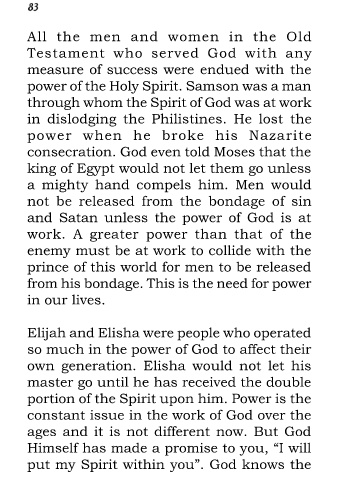 83
All the men and women in the Old
Testament who served God with any
measure of success were endued with the
power of the Holy Spirit. Samson was a man
through whom the Spirit of God was at work
in dislodging the Philistines. He lost the
power when he broke his Nazarite
consecration. God even told Moses that the
king of Egypt would not let them go unless
a mighty hand compels him. Men would
not be released from the bondage of sin
and Satan unless the power of God is at
work. A greater power than that of the
enemy must be at work to collide with the
prince of this world for men to be released
from his bondage. This is the need for power
in our lives.
Elijah and Elisha were people who operated
so much in the power of God to affect their
own generation. Elisha would not let his
master go until he has received the double
portion of the Spirit upon him. Power is the
constant issue in the work of God over the
ages and it is not different now. But God
Himself has made a promise to you, “I will
put my Spirit within you”. God knows the